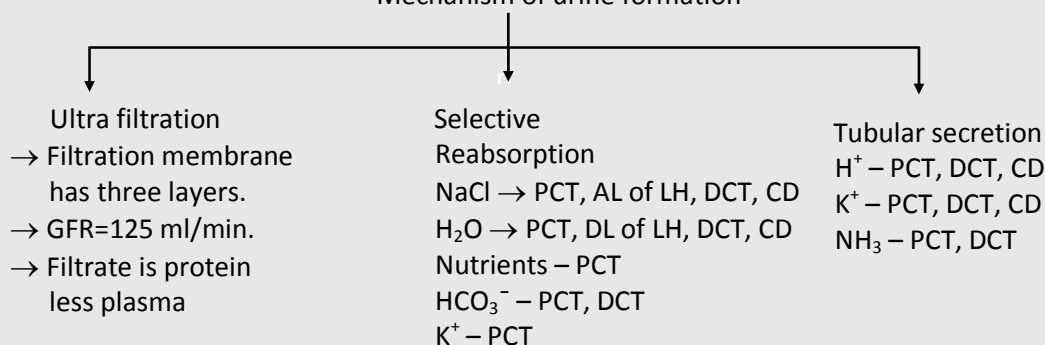 Mechanism of urine formation
Ultra filtration
→ Filtration membrane
has three layers.
→ GFR=125 ml/min.
→ Filtrate is protein
less plasma
Selective
Reabsorption
NaCl → PCT, AL of LH, DCT, CD
H₂O → PCT, DL of LH, DCT, CD
Nutrients – PCT
HCO₃⁻ – PCT, DCT
K⁺ – PCT
Tubular secretion
H⁺ – PCT, DCT, CD
K⁺ – PCT, DCT, CD
NH₃ – PCT, DCT